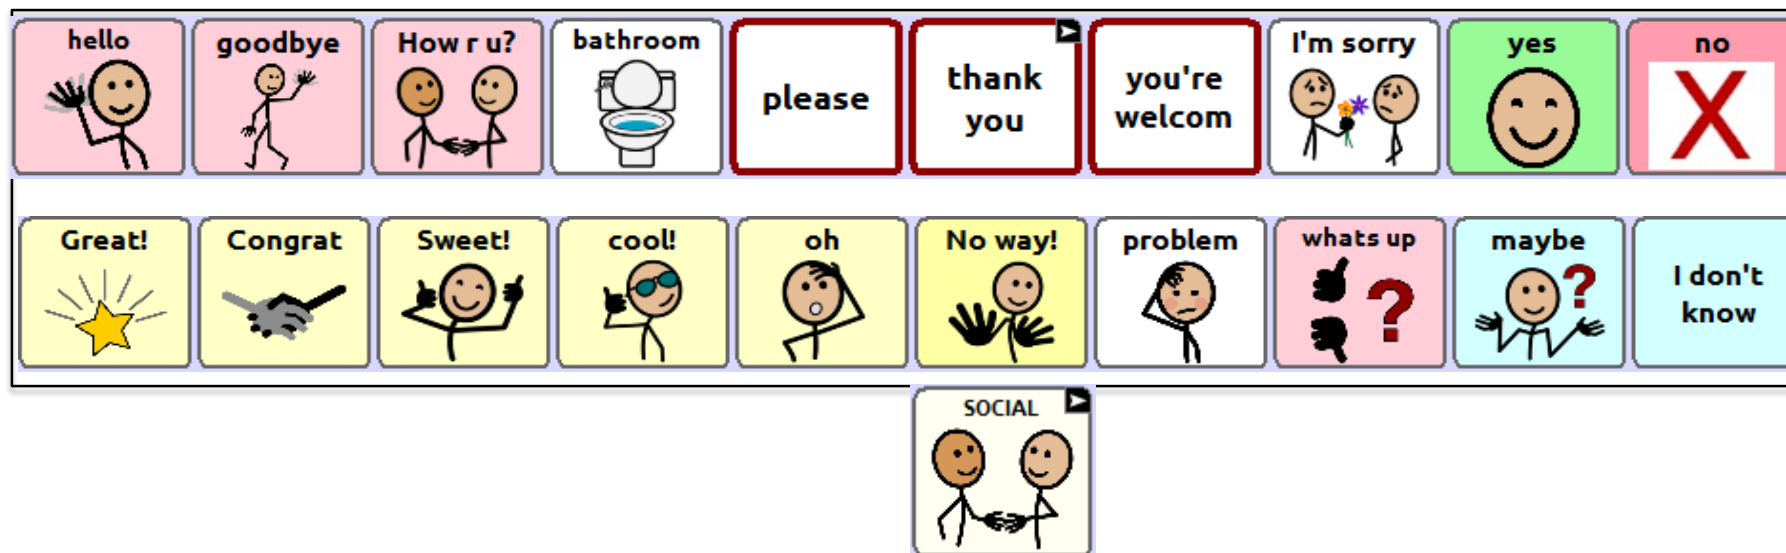 hello
goodbye
How r u?
bathroom
please
thank
you
you're
welcom
I'm sorry
yes
no
X
Great!
Congrat
Sweet!
cool!
oh
No way!
problem
whats up
?
maybe
?
I don't
know
SOCIAL